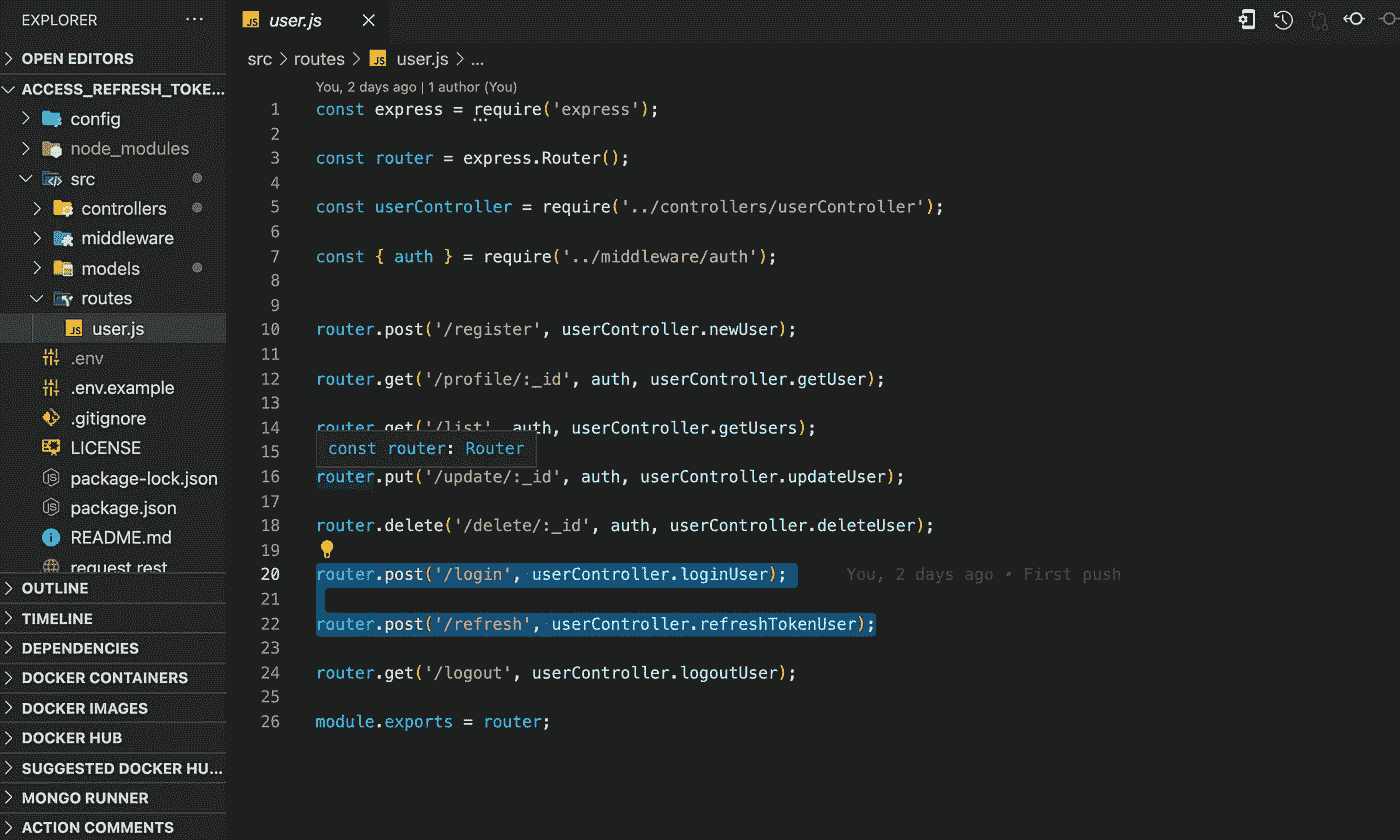 EXPLORER
OPEN EDITORS
ACCESS_REFRESH_TOKE...
config
node_modules
src
controllers
middleware
models
routes
JS user.js
.env
.env.example
.gitignore
LICENSE
package-lock.json
package.json
README.md
request.rest
OUTLINE
TIMELINE
DEPENDENCIES
DOCKER CONTAINERS
DOCKER IMAGES
DOCKER HUB
SUGGESTED DOCKER HU...
MONGO RUNNER
ACTION COMMENTS
JS user.js
src > routes > JS user.js > ...
You, 2 days ago | 1 author (You)
1 const express = require('express');
2
3 const router = express.Router();
4
5 const userController = require('../controllers/userController');
6
7 const { auth } = require('../middleware/auth');
8
9
10 router.post('/register', userController.newUser);
11
12 router.get('/profile/:_id', auth, userController.getUser);
13
14 router.get('/list', auth, userController.getUsers);
15 const router: Router
16 router.put('/update/:_id', auth, userController.updateUser);
17
18 router.delete('/delete/:_id', auth, userController.deleteUser);
19
20 router.post('/login', userController.loginUser); You, 2 days ago • First push
21
22 router.post('/refresh', userController.refreshTokenUser);
23
24 router.get('/logout', userController.logoutUser);
25
26 module.exports = router;